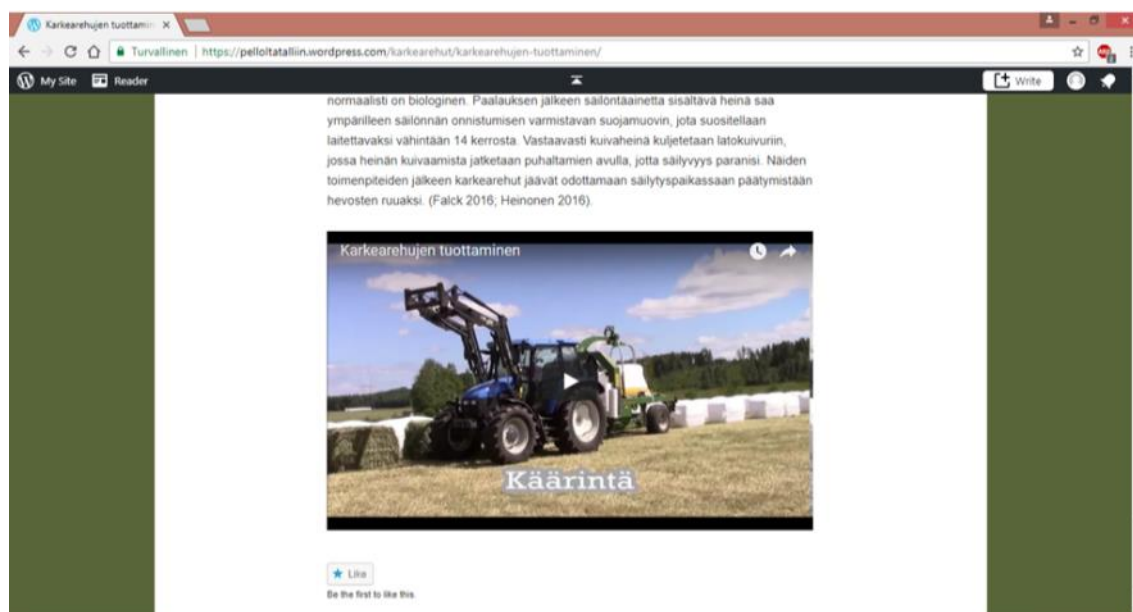 Karkearehujen tuottamin
Turvallinen | https://pelloltatalliin.wordpress.com/karkearehut/karkearehujen-tuottaminen/
My Site Reader Write
normaalisti on biologinen. Paalauksen jälkeen säilöntäainetta sisältävä heinä saa
ympärilleen säilönnän onnistumisen varmistavan suojamuovin, jota suositellaan
laitettavaksi vähintään 14 kerrosta. Vastaavasti kuivaheinä kuljetetaan latokuivuriin,
jossa heinän kuivaamista jatketaan puhaltamien avulla, jotta säilyvyys paranisi. Näiden
toimenpiteiden jälkeen karkearehut jäävät odottamaan säilytyspaikassaan päätymistään
hevosten ruuaksi. (Falck 2016; Heinonen 2016).
Karkearehujen tuottaminen
Käärintä
Like
Be the first to like this.